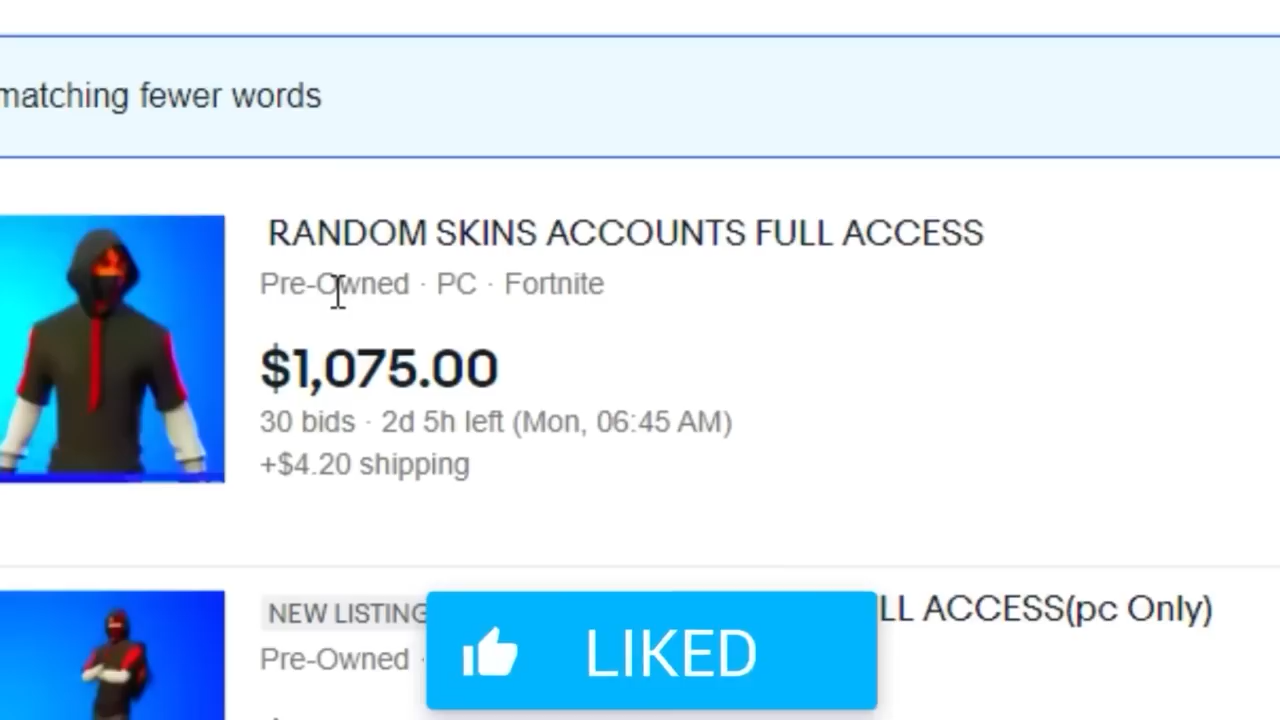 matching fewer words
RANDOM SKINS ACCOUNTS FULL ACCESS
Pre-Owned · PC · Fortnite
$1,075.00
30 bids · 2d 5h left (Mon, 06:45 AM)
+$4.20 shipping
NEW LISTING
LL ACCESS(pc Only)
Pre-Owned ·
LIKED